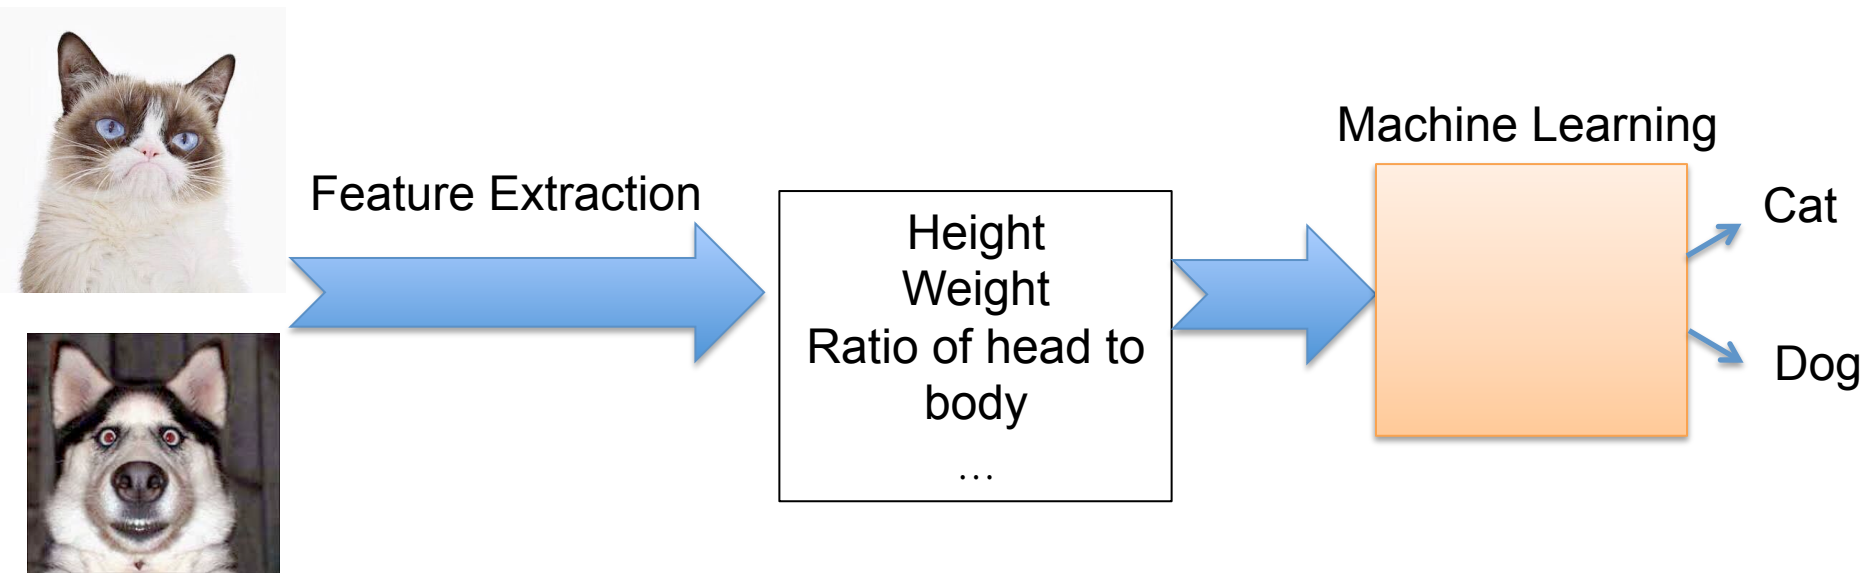 Feature Extraction
Height
Weight
Ratio of head to
body
…
Machine Learning
Cat
Dog